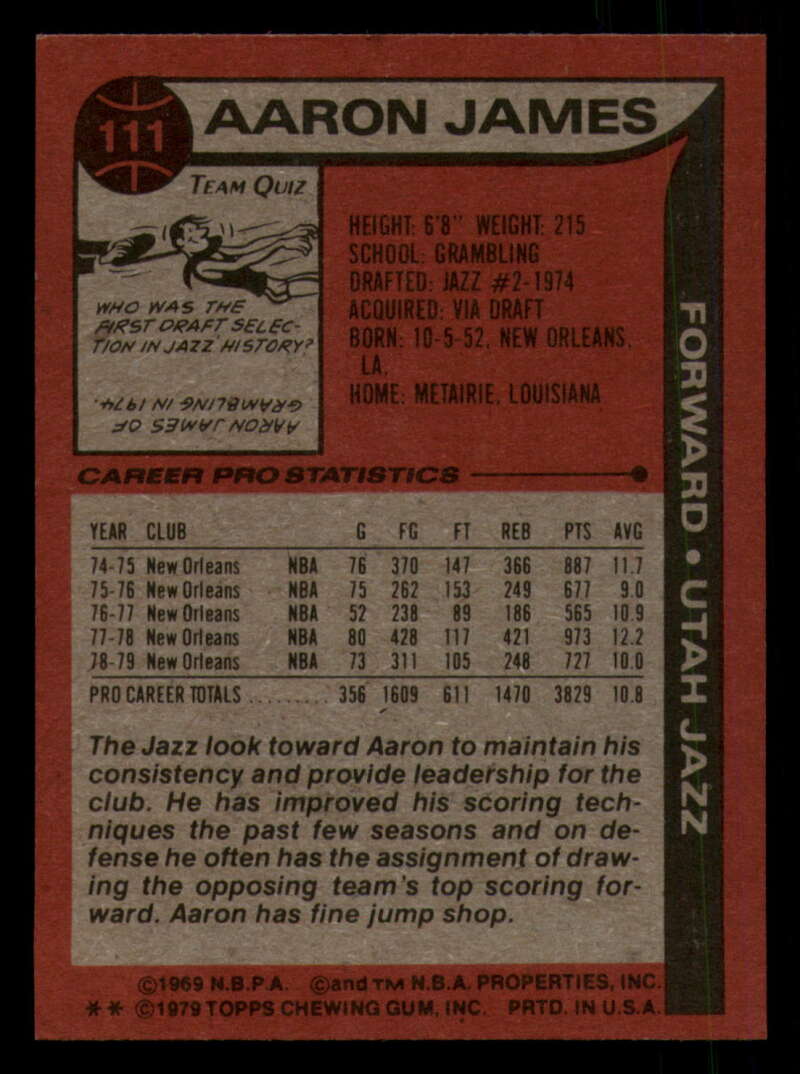 111
AARON JAMES
TEAM QUIZ
WHO WAS THE
FIRST DRAFT SELEC-
TION IN JAZZ HISTORY?
AARON JAMES OF
GRAMBLING IN 1974.
HEIGHT: 6'8" WEIGHT: 215
SCHOOL: GRAMBLING
DRAFTED: JAZZ #2-1974
ACQUIRED: VIA DRAFT
BORN: 10-5-52, NEW ORLEANS,
LA.
HOME: METAIRIE, LOUISIANA
FORWARD • UTAH JAZZ
CAREER PRO STATISTICS
YEAR CLUB G FG FT REB PTS AVG
74-75 New Orleans NBA 76 370 147 366 887 11.7
75-76 New Orleans NBA 75 262 153 249 677 9.0
76-77 New Orleans NBA 52 238 89 186 565 10.9
77-78 New Orleans NBA 80 428 117 421 973 12.2
78-79 New Orleans NBA 73 311 105 248 727 10.0
PRO CAREER TOTALS .......... 356 1609 611 1470 3829 10.8
The Jazz look toward Aaron to maintain his
consistency and provide leadership for the
club. He has improved his scoring tech-
niques the past few seasons and on de-
fense he often has the assignment of draw-
ing the opposing team's top scoring for-
ward. Aaron has fine jump shop.
©1969 N.B.P.A. ©and TM N.B.A. PROPERTIES, INC.
** ©1979 TOPPS CHEWING GUM, INC. PRTD. IN U.S.A.